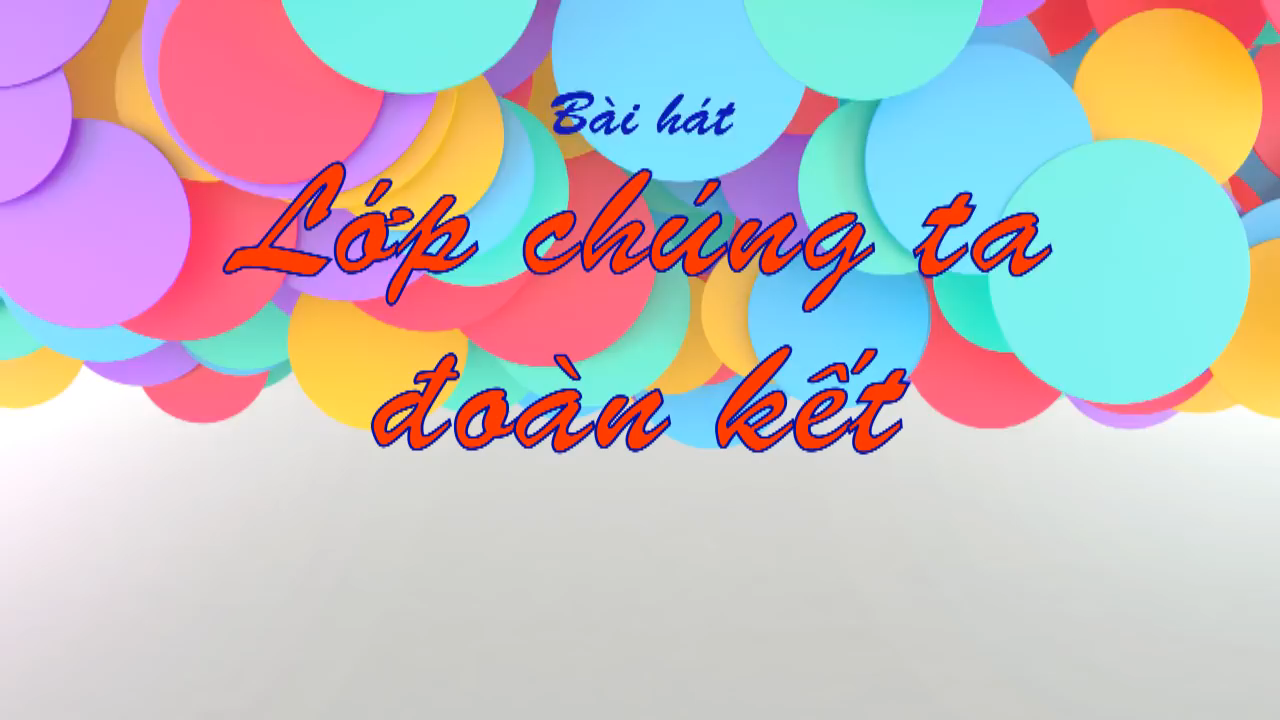 Bài hát
Lớp chúng ta
đoàn kết